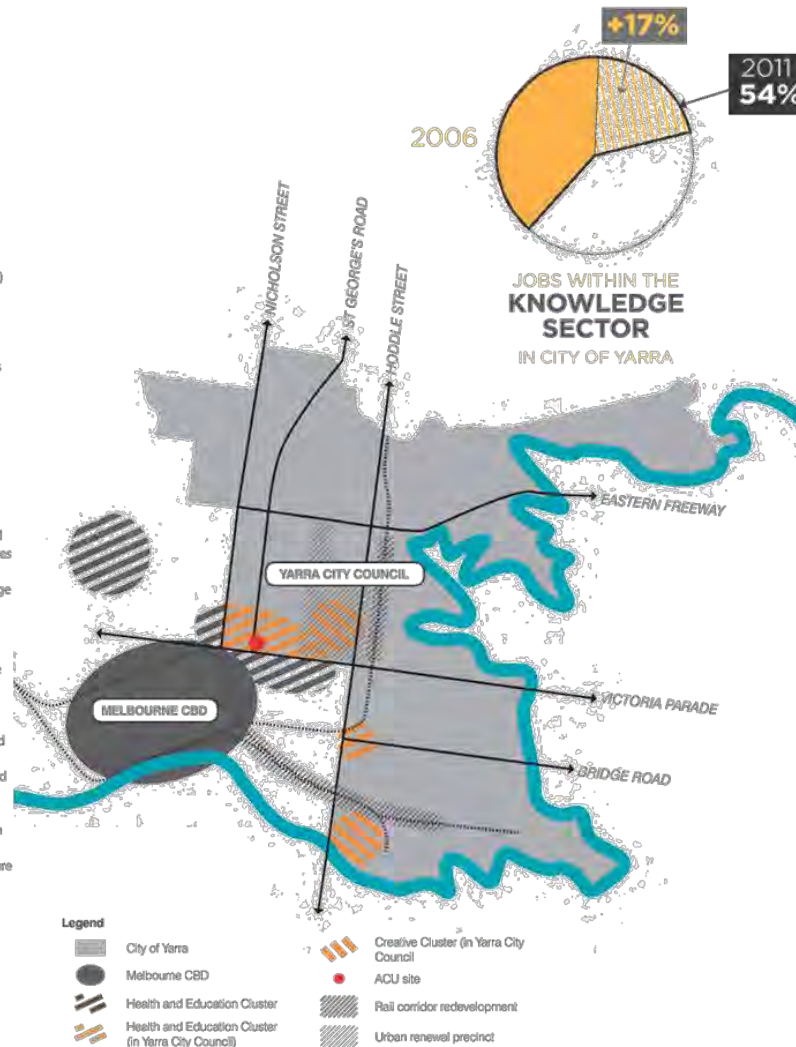 +17%
2011
54%
2006
JOBS WITHIN THE
KNOWLEDGE
SECTOR
IN CITY OF YARRA
NICHOLSON STREET
ST GEORGE'S ROAD
HODDLE STREET
EASTERN FREEWAY
YARRA CITY COUNCIL
MELBOURNE CBD
VICTORIA PARADE
BRIDGE ROAD
Legend
City of Yarra
Melbourne CBD
Health and Education Cluster
Health and Education Cluster
(in Yarra City Council)
Creative Cluster (in Yarra City
Council
ACU site
Rail corridor redevelopment
Urban renewal precinct